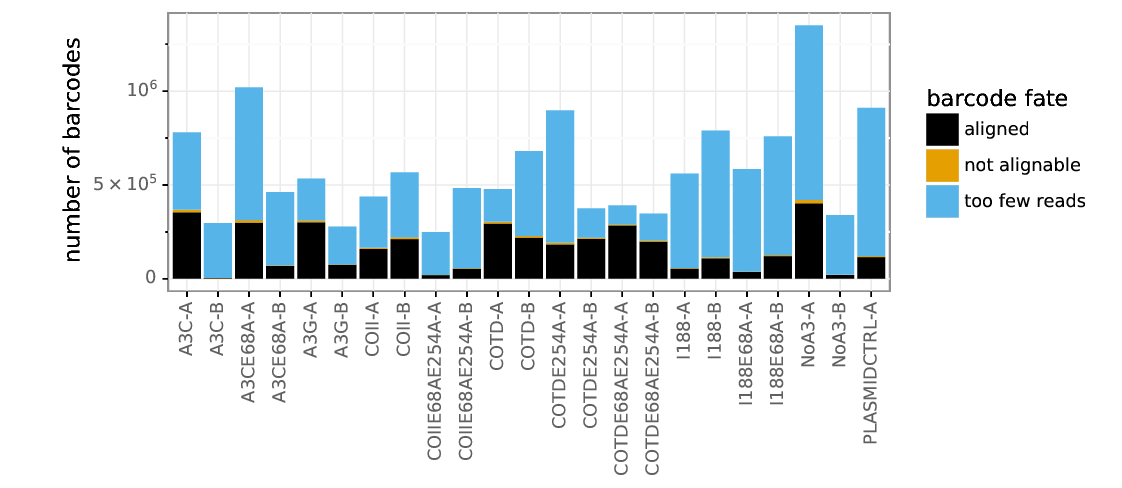 number of barcodes
10⁶
5 × 10⁵
0
A3C-A
A3C-B
A3CE68A-A
A3CE68A-B
A3G-A
A3G-B
COII-A
COII-B
COIIE68AE254A-A
COIIE68AE254A-B
COTD-A
COTD-B
COTDE254A-A
COTDE254A-B
COTDE68AE254A-A
COTDE68AE254A-B
I188-A
I188-B
I188E68A-A
I188E68A-B
NoA3-A
NoA3-B
PLASMIDCTRL-A
barcode fate
aligned
not alignable
too few reads